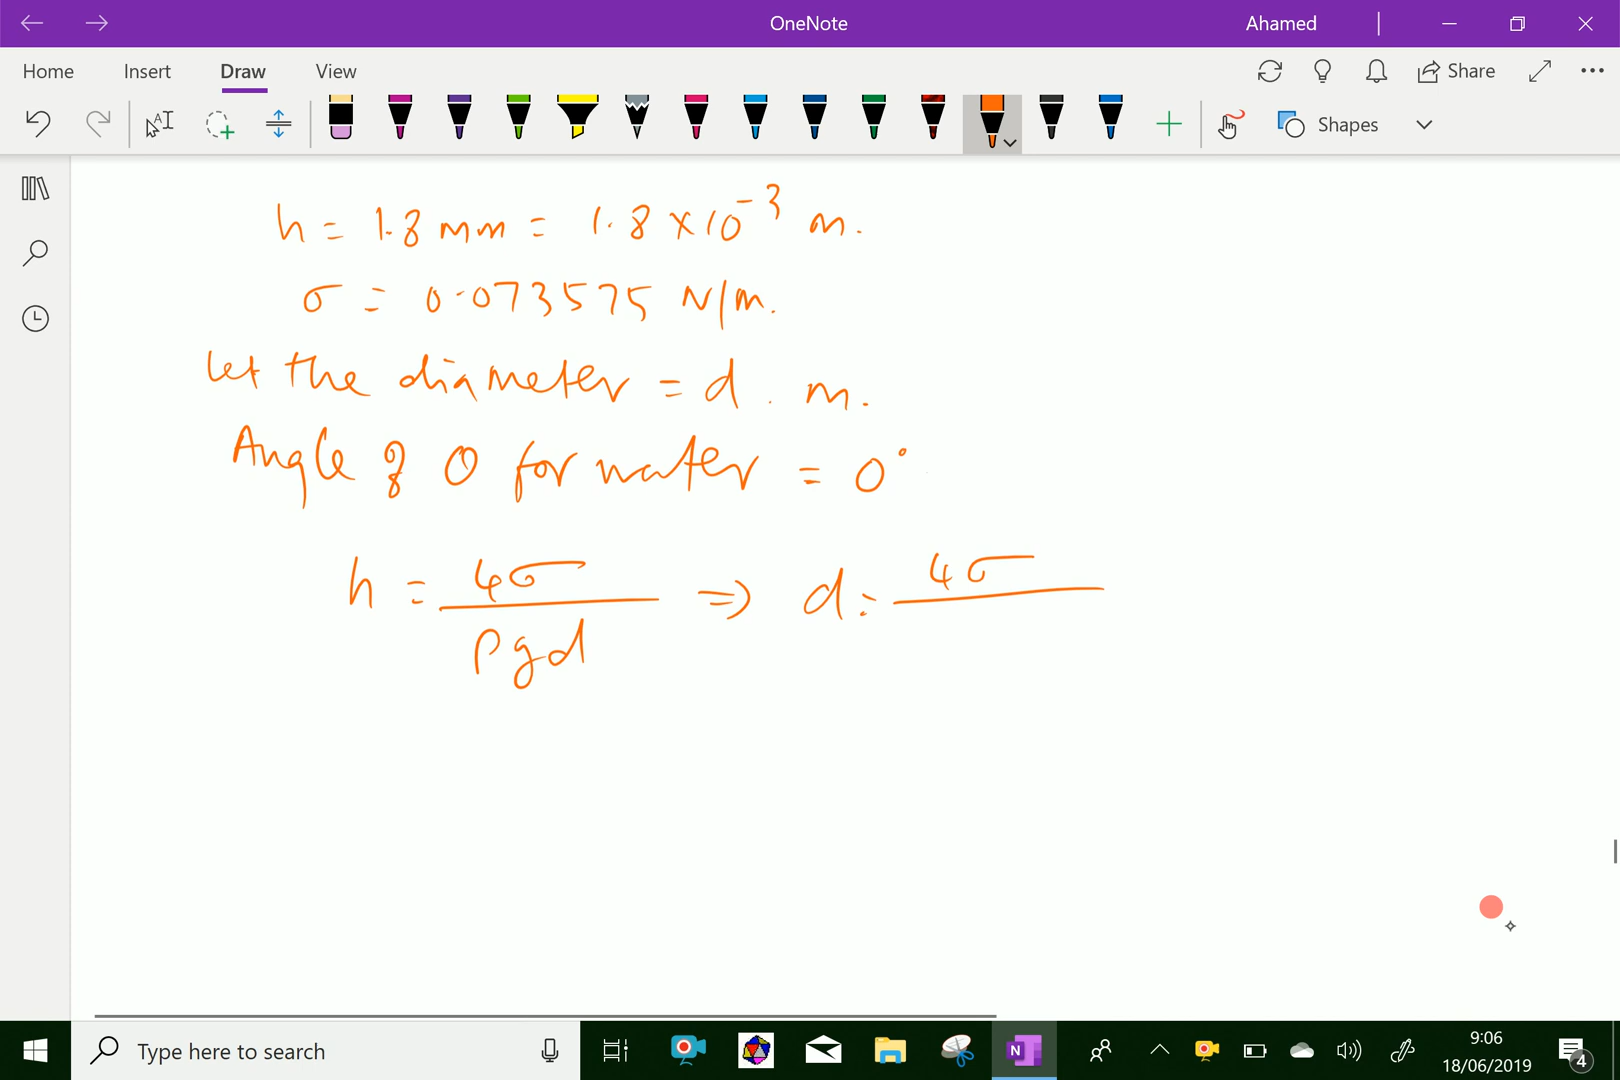 OneNote
Ahamed
Home Insert Draw View
Share
Shapes
h = 1.8 mm = 1.8 × 10⁻³ m.
σ = 0.073575 N/m.
Let the diameter = d . m.
Angle of θ for water = 0°
h = 4σ / ρgd ⇒ d = 4σ /
Type here to search
N
9:06
18/06/2019
4